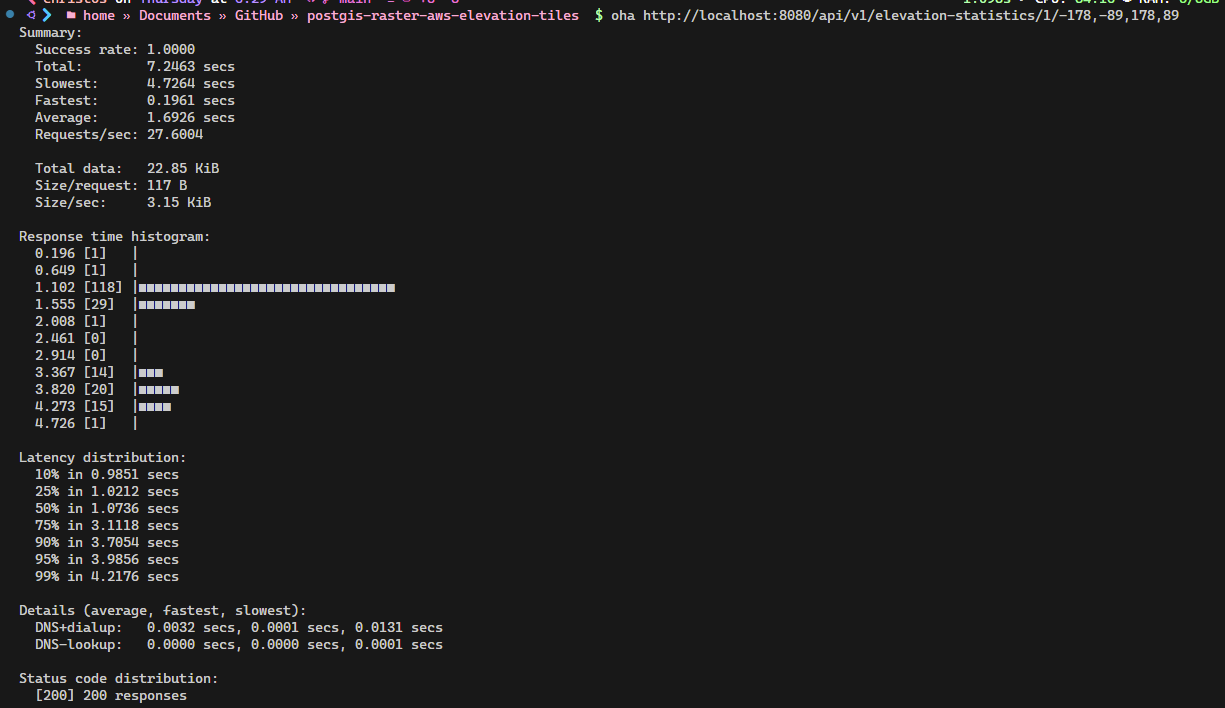 christos on Thursday at 6:29 AM main
home » Documents » GitHub » postgis-raster-aws-elevation-tiles $ oha http://localhost:8080/api/v1/elevation-statistics/1/-178,-89,178,89
Summary:
Success rate: 1.0000
Total: 7.2463 secs
Slowest: 4.7264 secs
Fastest: 0.1961 secs
Average: 1.6926 secs
Requests/sec: 27.6004
Total data: 22.85 KiB
Size/request: 117 B
Size/sec: 3.15 KiB
Response time histogram:
0.196 [1] |
0.649 [1] |
1.102 [118] |■■■■■■■■■■■■■■■■■■■■■■■■■■■■■■■■
1.555 [29] |■■■■■■■
2.008 [1] |
2.461 [0] |
2.914 [0] |
3.367 [14] |■■■
3.820 [20] |■■■■■
4.273 [15] |■■■■
4.726 [1] |
Latency distribution:
10% in 0.9851 secs
25% in 1.0212 secs
50% in 1.0736 secs
75% in 3.1118 secs
90% in 3.7054 secs
95% in 3.9856 secs
99% in 4.2176 secs
Details (average, fastest, slowest):
DNS+dialup: 0.0032 secs, 0.0001 secs, 0.0131 secs
DNS-lookup: 0.0000 secs, 0.0000 secs, 0.0001 secs
Status code distribution:
[200] 200 responses